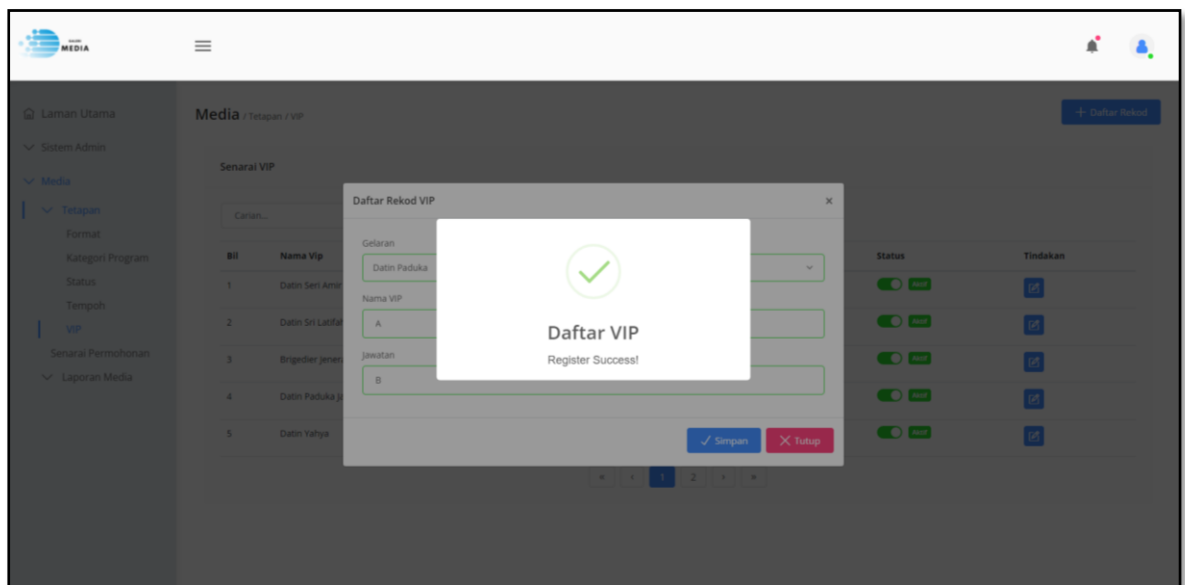 MEDIA
Laman Utama
Sistem Admin
Media
Tetapan
Format
Kategori Program
Status
Tempoh
VIP
Senarai Permohonan
Laporan Media
Media / Tetapan / VIP
+ Daftar Rekod
Senarai VIP
Carian...
Bil Nama Vip Status Tindakan
1 Datin Seri Amir Aktif
2 Datin Sri Latifah Aktif
3 Brigedier Jenera Aktif
4 Datin Paduka Ja Aktif
5 Datin Yahya Aktif
« ‹ 1 2 › »
Daftar Rekod VIP ×
Gelaran
Datin Paduka
Nama VIP
A
Jawatan
B
Simpan Tutup
Daftar VIP
Register Success!